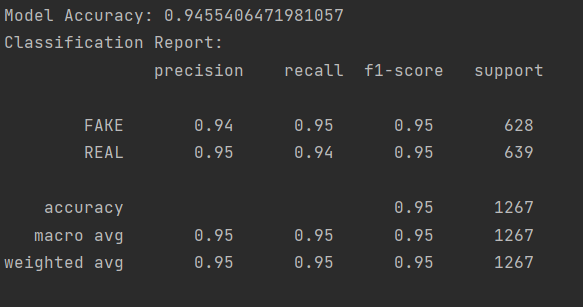 Model Accuracy: 0.9455406471981057
Classification Report:
precision recall f1-score support
FAKE 0.94 0.95 0.95 628
REAL 0.95 0.94 0.95 639
accuracy 0.95 1267
macro avg 0.95 0.95 0.95 1267
weighted avg 0.95 0.95 0.95 1267